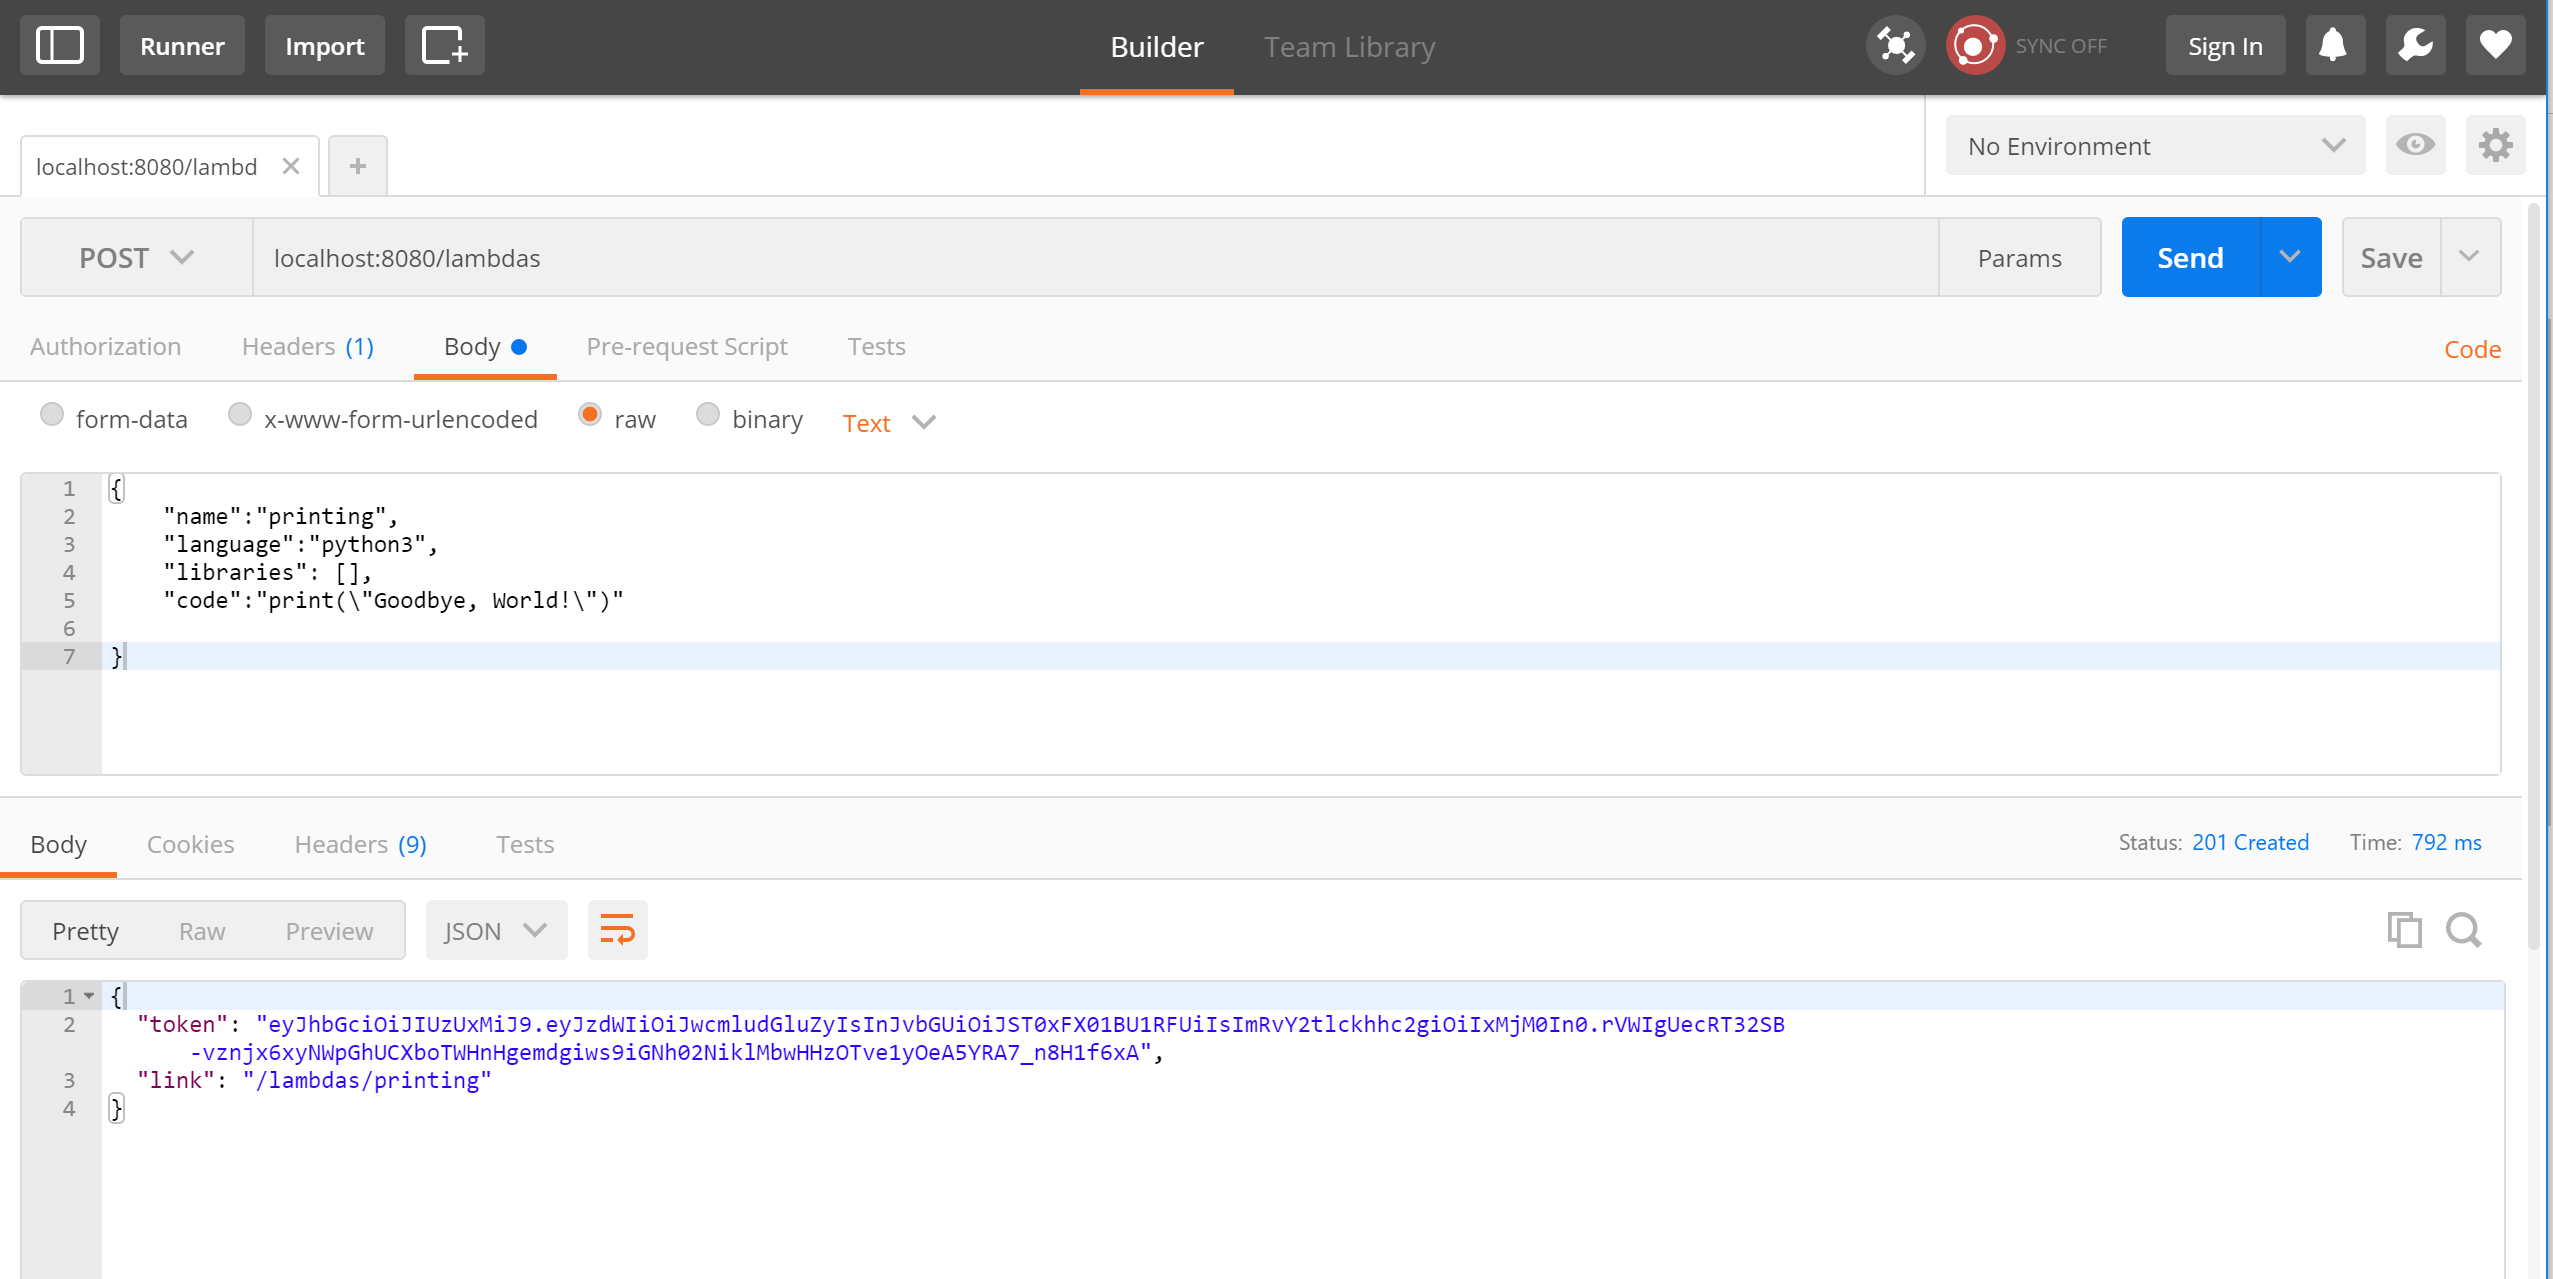 Runner Import Builder Team Library SYNC OFF Sign In
localhost:8080/lambd
No Environment
POST localhost:8080/lambdas Params Send Save
Authorization Headers (1) Body Pre-request Script Tests Code
form-data x-www-form-urlencoded raw binary Text
1 {
2 "name":"printing",
3 "language":"python3",
4 "libraries": [],
5 "code":"print(\"Goodbye, World!\")"
6
7 }
Body Cookies Headers (9) Tests Status: 201 Created Time: 792 ms
Pretty Raw Preview JSON
1 {
2 "token": "eyJhbGciOiJIUzUxMiJ9.eyJzdWIiOiJwcmludGluZyIsInJvbGUiOiJST0xFX01BU1RFUiIsImRvY2tlckhhc2giOiIxMjM0In0.rVWIgUecRT32SB
-vznjx6xyNWpGhUCXboTWHnHgemdgiws9iGNh02NiklMbwHHzOTve1yOeA5YRA7_n8H1f6xA",
3 "link": "/lambdas/printing"
4 }